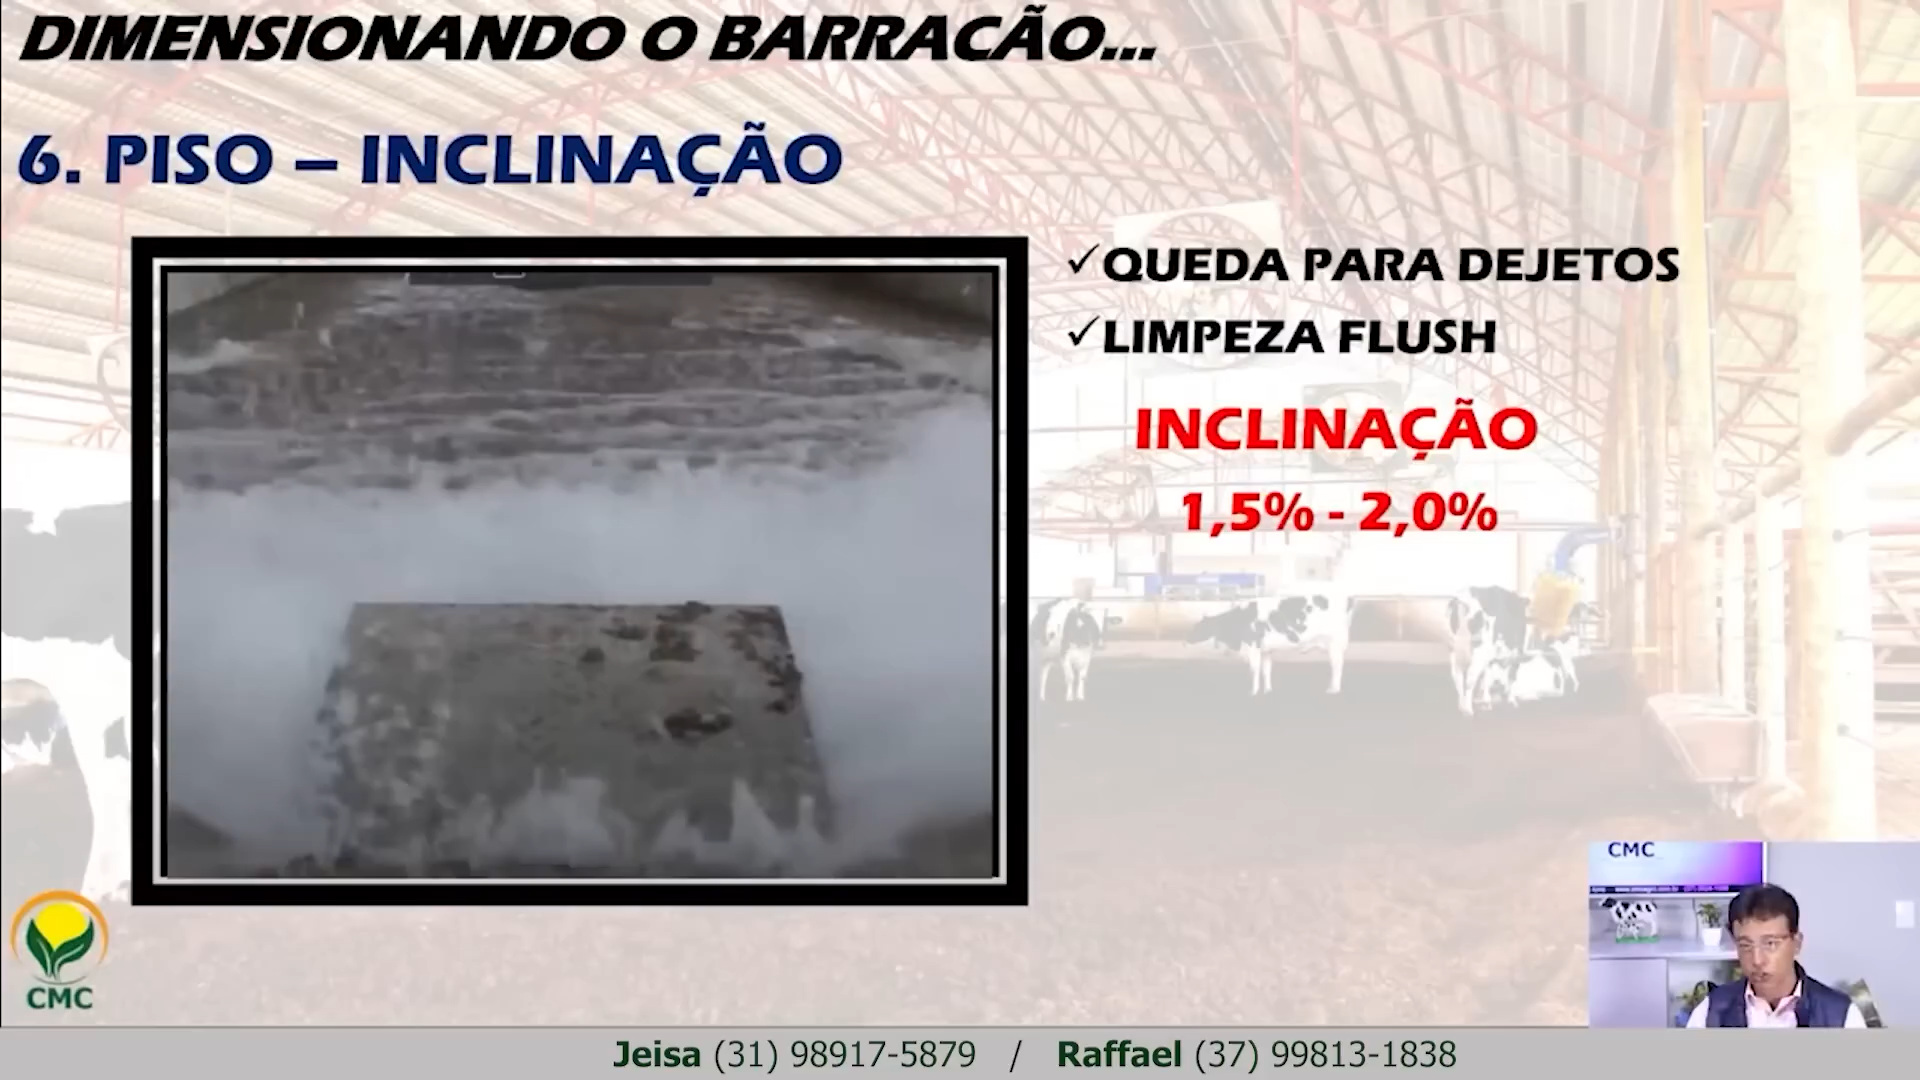 DIMENSIONANDO O BARRACÃO...
6. PISO – INCLINAÇÃO
✓QUEDA PARA DEJETOS
✓LIMPEZA FLUSH
INCLINAÇÃO
1,5% - 2,0%
CMC
CMC
Jeisa (31) 98917-5879 / Raffael (37) 99813-1838